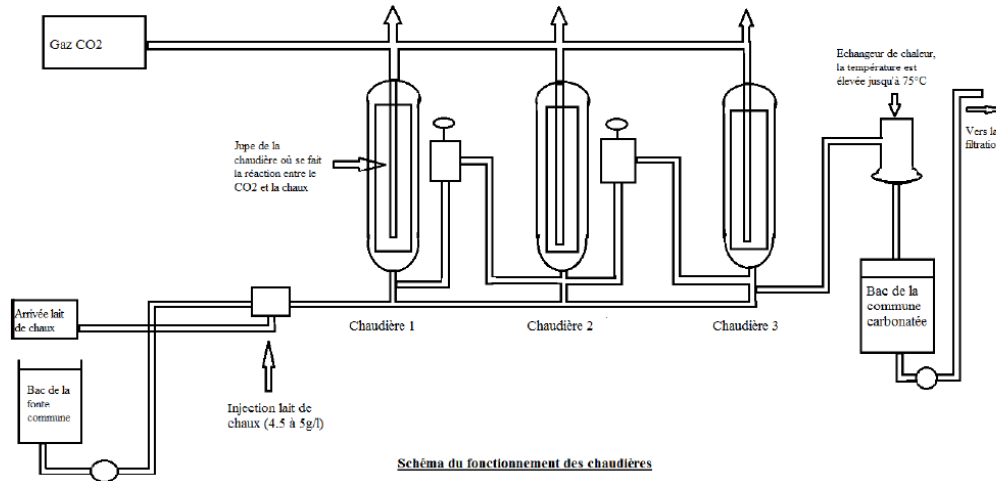 Gaz CO2
Echangeur de chaleur,
la température est
élevée jusqu'à 75°C
Vers la
filtration
Jupe de la
chaudière où se fait
la réaction entre le
CO2 et la chaux
Arrivée lait
de chaux
Chaudière 1
Chaudière 2
Chaudière 3
Bac de la
commune
carbonatée
Bac de la
fonte
commune
Injection lait de
chaux (4.5 à 5g/l)
Schéma du fonctionnement des chaudières